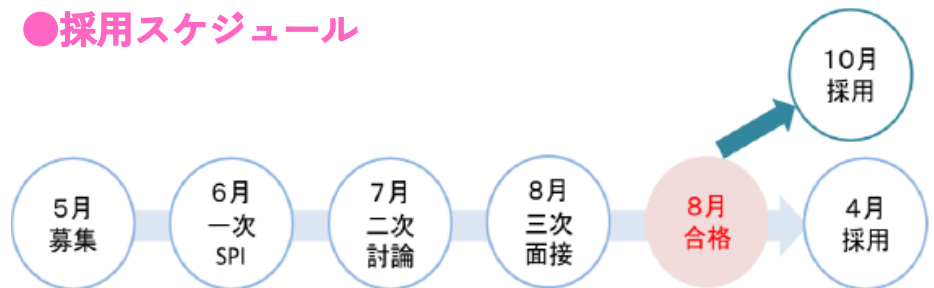 ●採用スケジュール
10月
採用
5月
募集
6月
一次
SPI
7月
二次
討論
8月
三次
面接
8月
合格
4月
採用